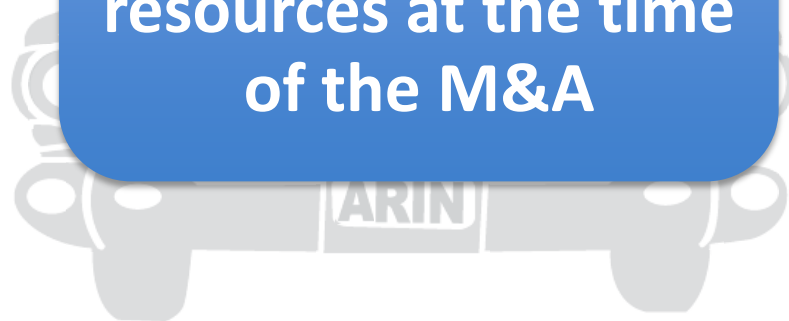 resources at the time
of the M&A
ARIN